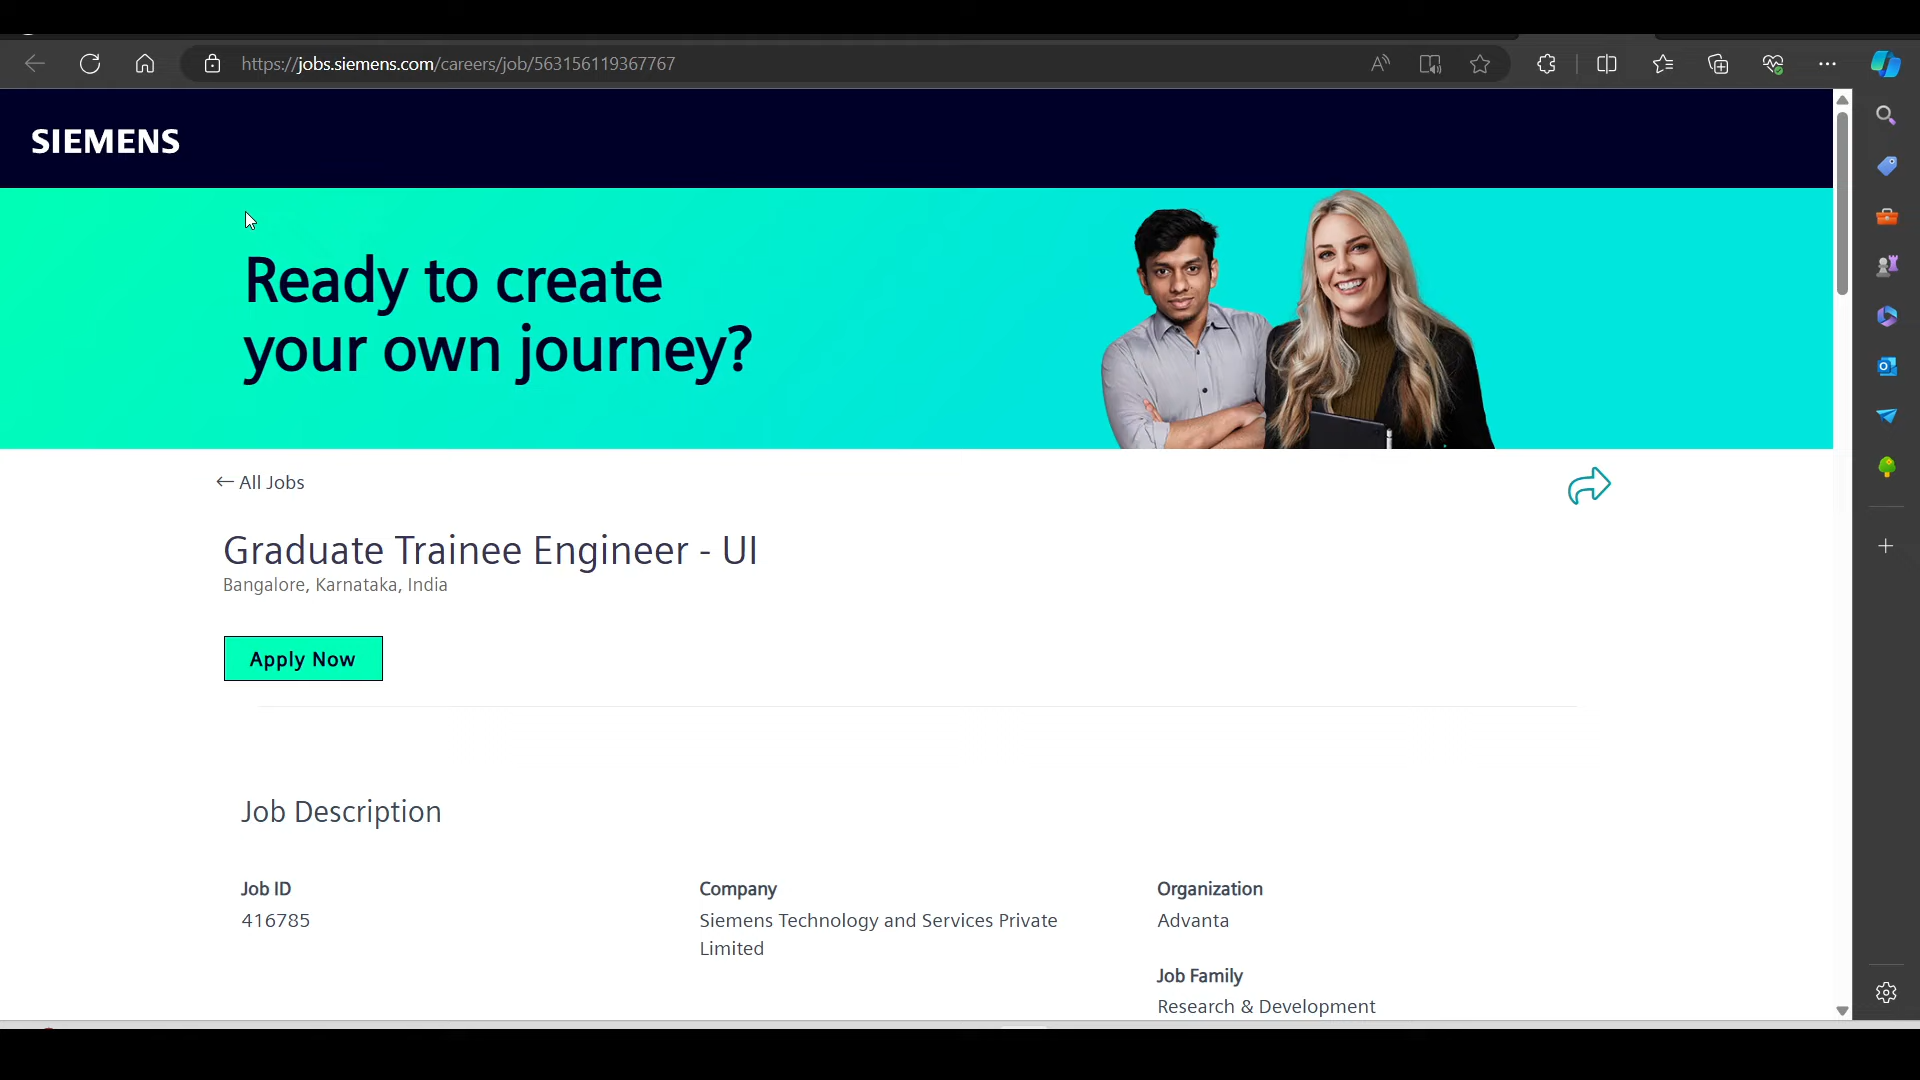 https://jobs.siemens.com/careers/job/563156119367767
SIEMENS
Ready to create
your own journey?
← All Jobs
Graduate Trainee Engineer - UI
Bangalore, Karnataka, India
Apply Now
Job Description
Job ID
416785
Company
Siemens Technology and Services Private
Limited
Organization
Advanta
Job Family
Research & Development